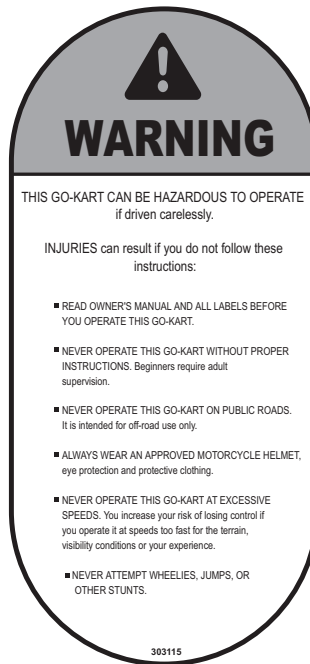 WARNING
THIS GO-KART CAN BE HAZARDOUS TO OPERATE
if driven carelessly.
INJURIES can result if you do not follow these
instructions:
■ READ OWNER'S MANUAL AND ALL LABELS BEFORE
YOU OPERATE THIS GO-KART.
■ NEVER OPERATE THIS GO-KART WITHOUT PROPER
INSTRUCTIONS. Beginners require adult
supervision.
■ NEVER OPERATE THIS GO-KART ON PUBLIC ROADS.
It is intended for off-road use only.
■ ALWAYS WEAR AN APPROVED MOTORCYCLE HELMET,
eye protection and protective clothing.
■ NEVER OPERATE THIS GO-KART AT EXCESSIVE
SPEEDS. You increase your risk of losing control if
you operate it at speeds too fast for the terrain,
visibility conditions or your experience.
■ NEVER ATTEMPT WHEELIES, JUMPS, OR
OTHER STUNTS.
303115